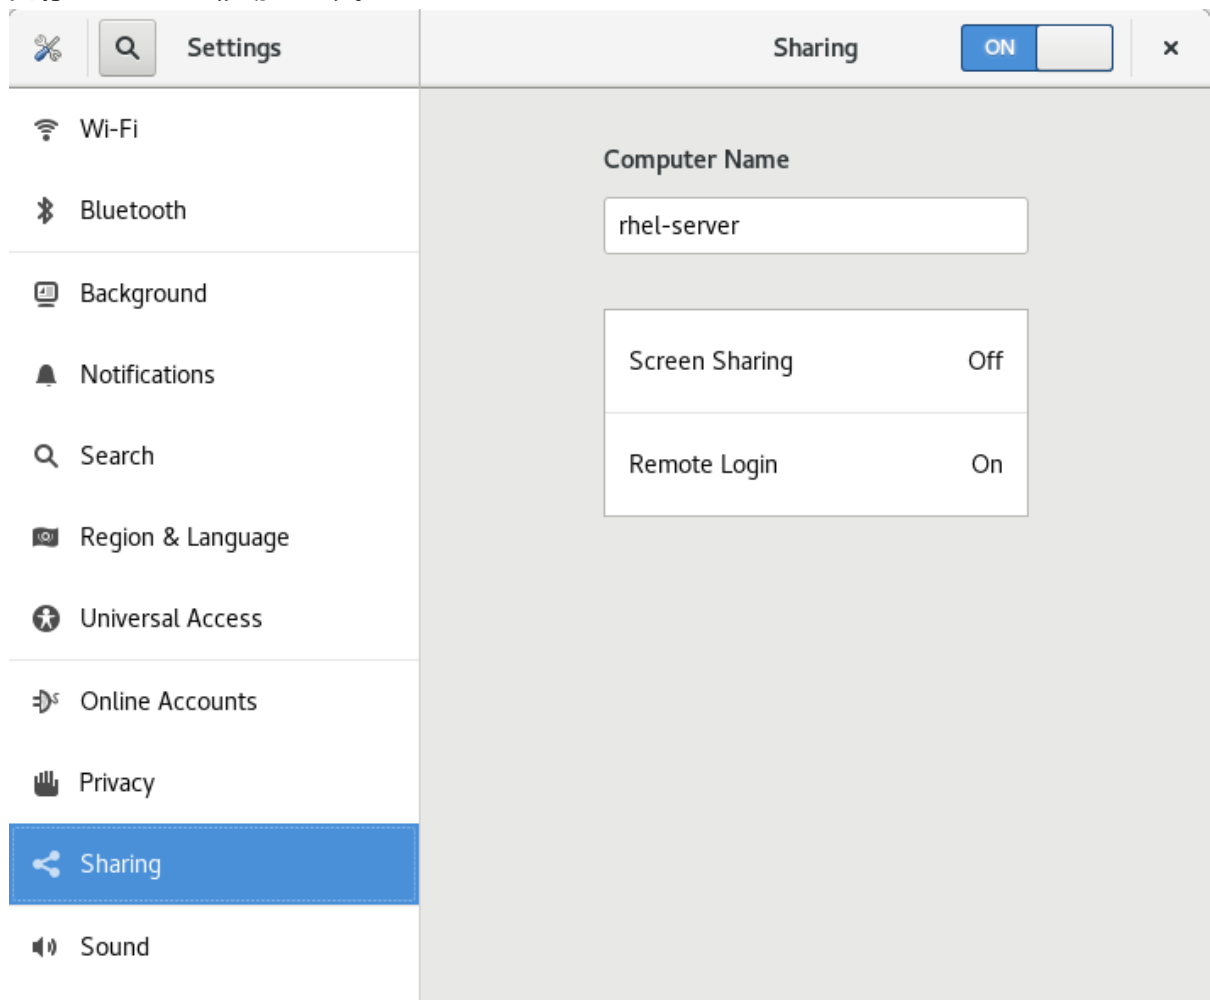 Settings
Sharing
ON
Wi-Fi
Bluetooth
Background
Notifications
Search
Region & Language
Universal Access
Online Accounts
Privacy
Sharing
Sound
Computer Name
rhel-server
Screen Sharing Off
Remote Login On